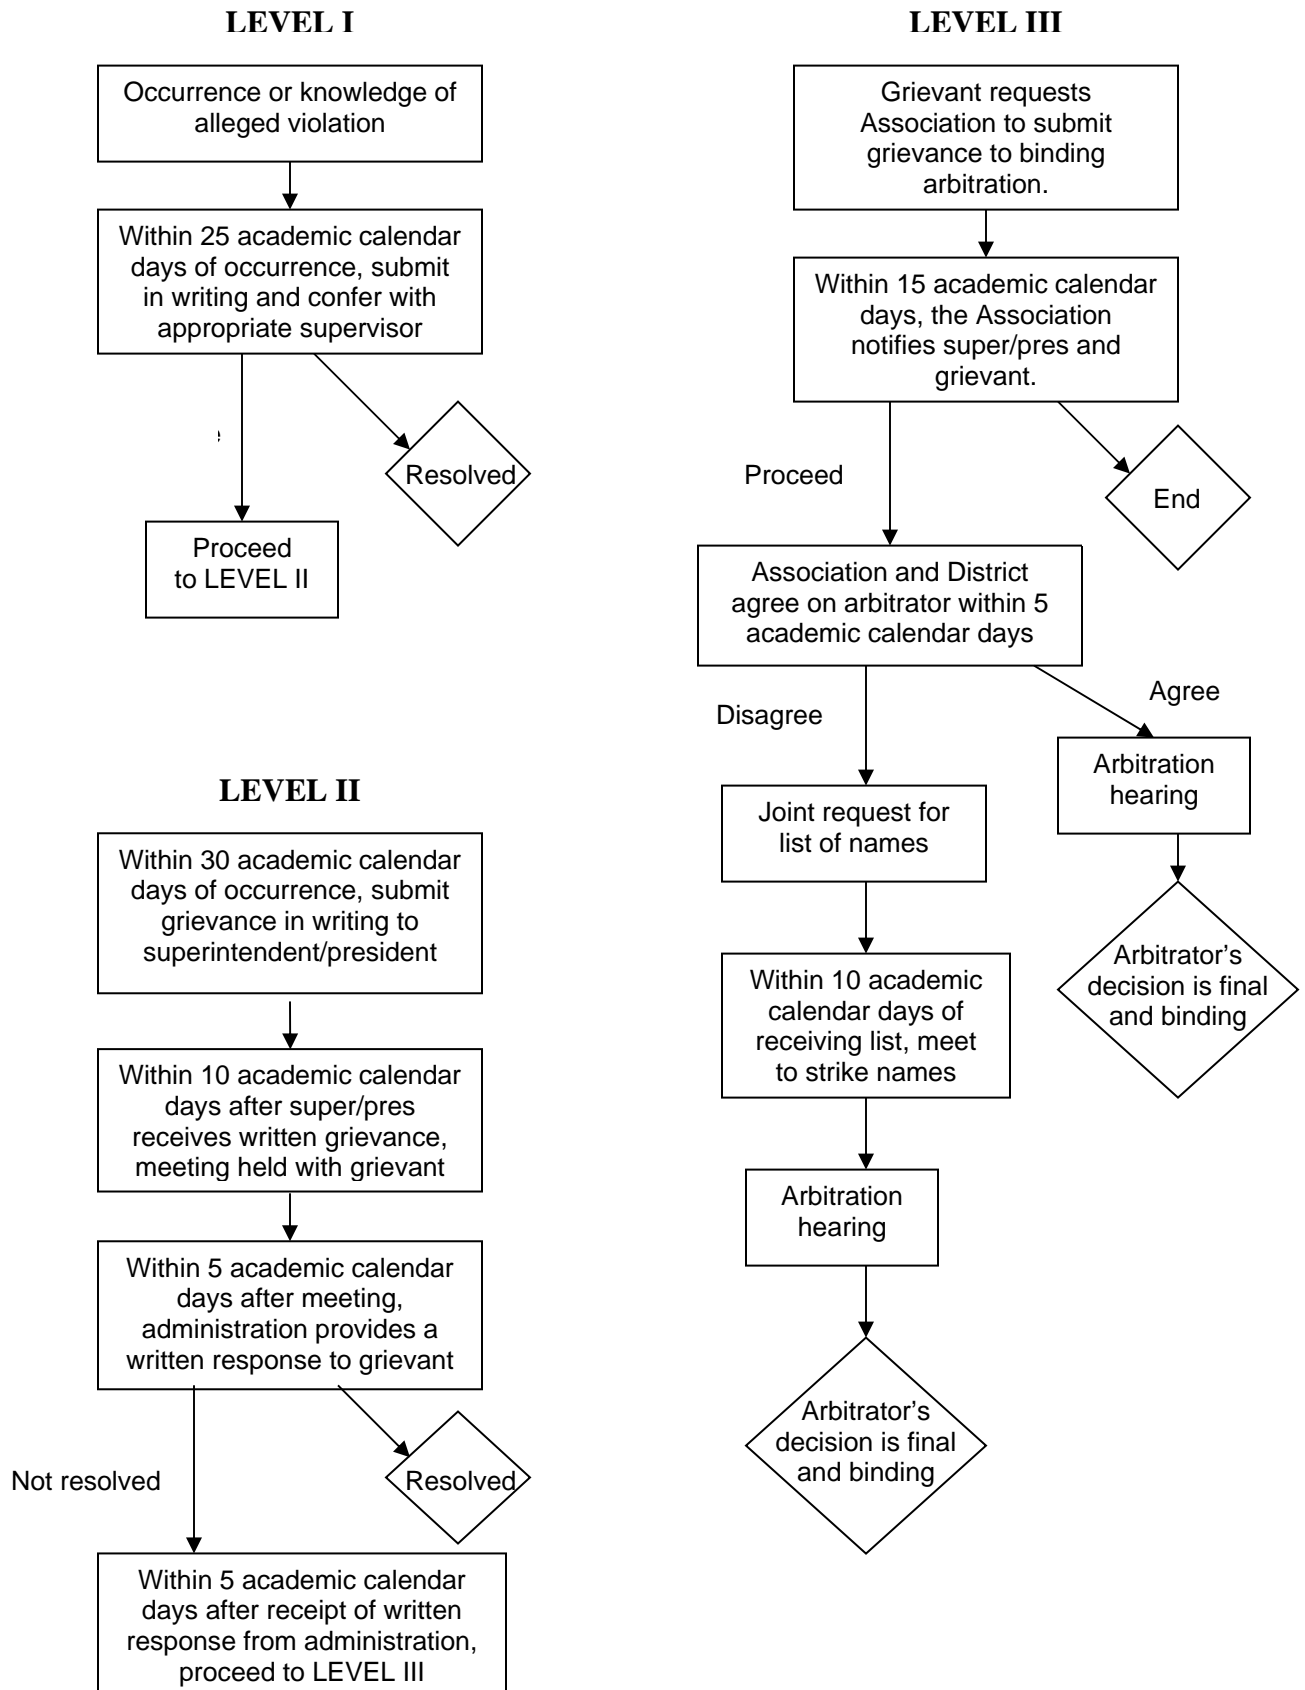 LEVEL I
Occurrence or knowledge of
alleged violation
Within 25 academic calendar
days of occurrence, submit
in writing and confer with
appropriate supervisor
Resolved
Proceed
to LEVEL II
LEVEL II
Within 30 academic calendar
days of occurrence, submit
grievance in writing to
superintendent/president
Within 10 academic calendar
days after super/pres
receives written grievance,
meeting held with grievant
Within 5 academic calendar
days after meeting,
administration provides a
written response to grievant
Not resolved
Resolved
Within 5 academic calendar
days after receipt of written
response from administration,
proceed to LEVEL III
LEVEL III
Grievant requests
Association to submit
grievance to binding
arbitration.
Within 15 academic calendar
days, the Association
notifies super/pres and
grievant.
Proceed
End
Association and District
agree on arbitrator within 5
academic calendar days
Disagree
Agree
Arbitration
hearing
Arbitrator’s
decision is final
and binding
Joint request for
list of names
Within 10 academic
calendar days of
receiving list, meet
to strike names
Arbitration
hearing
Arbitrator’s
decision is final
and binding